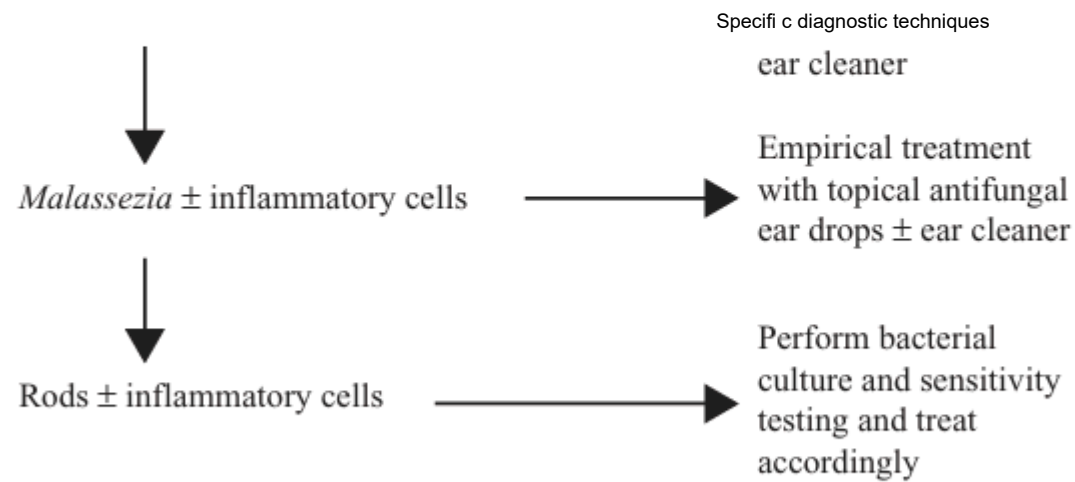 Specifi c diagnostic techniques
ear cleaner
Malassezia ± inflammatory cells
Empirical treatment
with topical antifungal
ear drops ± ear cleaner
Rods ± inflammatory cells
Perform bacterial
culture and sensitivity
testing and treat
accordingly